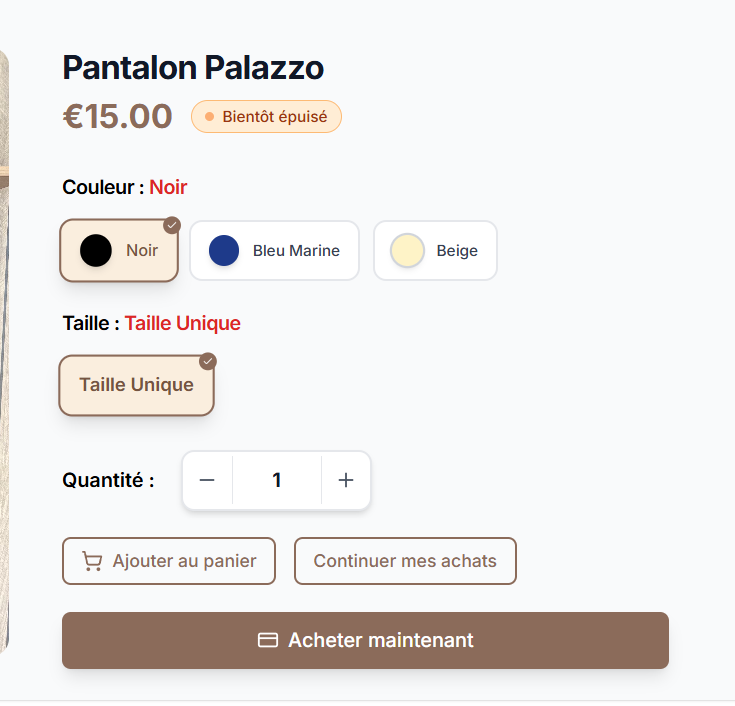 Pantalon Palazzo
€15.00 Bientôt épuisé
Couleur : Noir
Noir Bleu Marine Beige
Taille : Taille Unique
Taille Unique
Quantité : 1
Ajouter au panier Continuer mes achats
Acheter maintenant